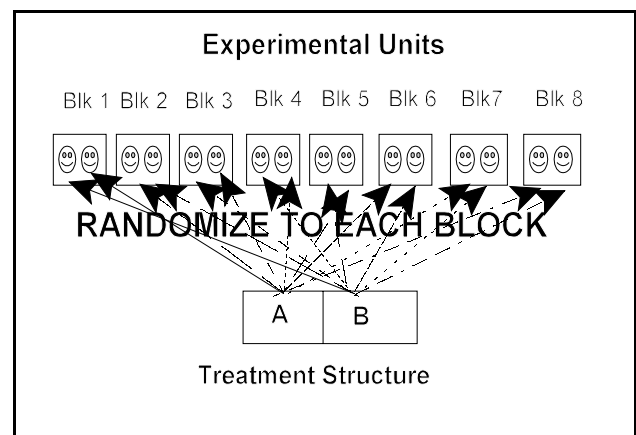 Experimental Units
Blk 1 Blk 2 Blk 3 Blk 4 Blk 5 Blk 6 Blk7 Blk 8
RANDOMIZE TO EACH BLOCK
A B
Treatment Structure